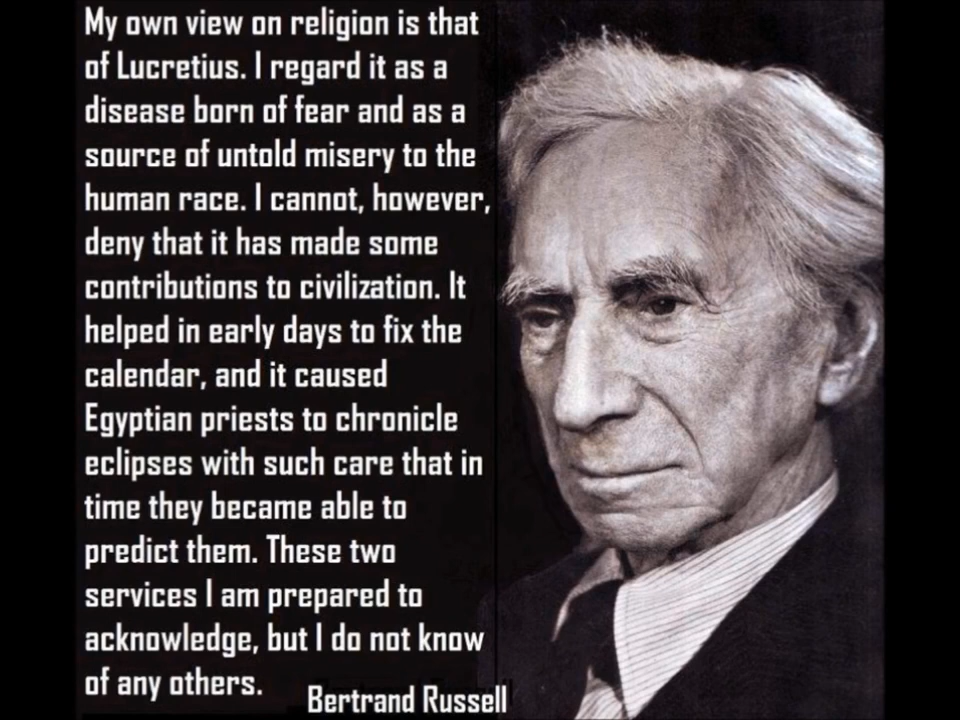 My own view on religion is that
of Lucretius. I regard it as a
disease born of fear and as a
source of untold misery to the
human race. I cannot, however,
deny that it has made some
contributions to civilization. It
helped in early days to fix the
calendar, and it caused
Egyptian priests to chronicle
eclipses with such care that in
time they became able to
predict them. These two
services I am prepared to
acknowledge, but I do not know
of any others.
Bertrand Russell